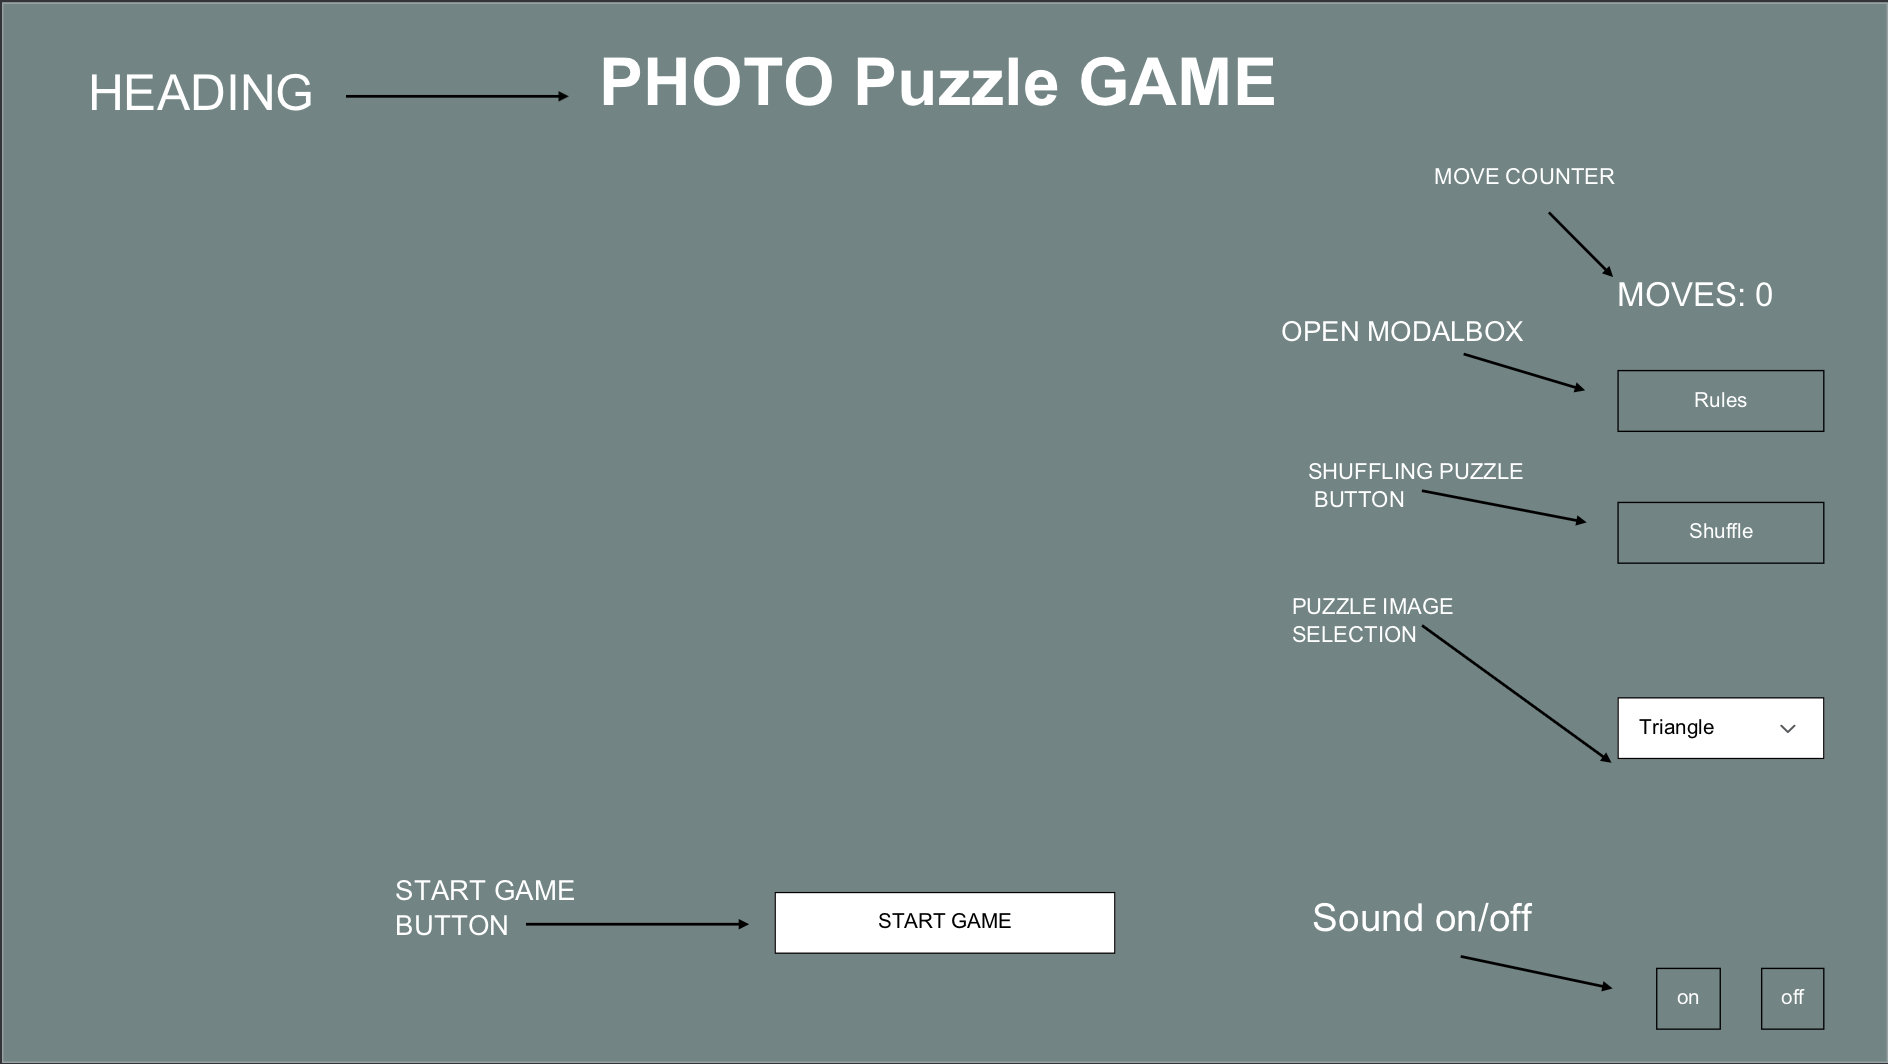 HEADING
PHOTO Puzzle GAME
MOVE COUNTER
MOVES: 0
OPEN MODALBOX
Rules
SHUFFLING PUZZLE
BUTTON
Shuffle
PUZZLE IMAGE
SELECTION
Triangle
START GAME
BUTTON
START GAME
Sound on/off
on
off